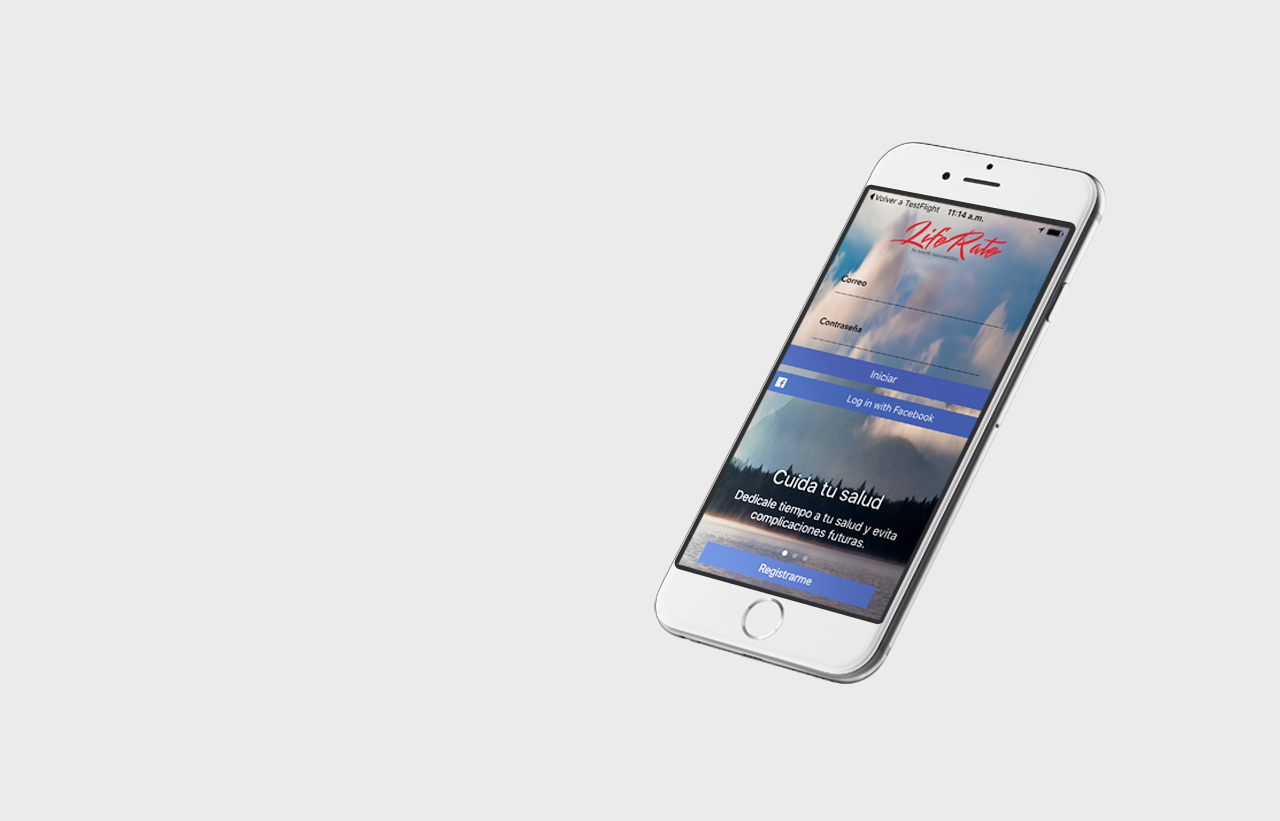 Volver a TestFlight 11:14 a.m.
LifeRate
Correo
Contraseña
Iniciar
Log in with Facebook
Cuida tu salud
Dedicale tiempo a tu salud y evita
complicaciones futuras.
Registrarme